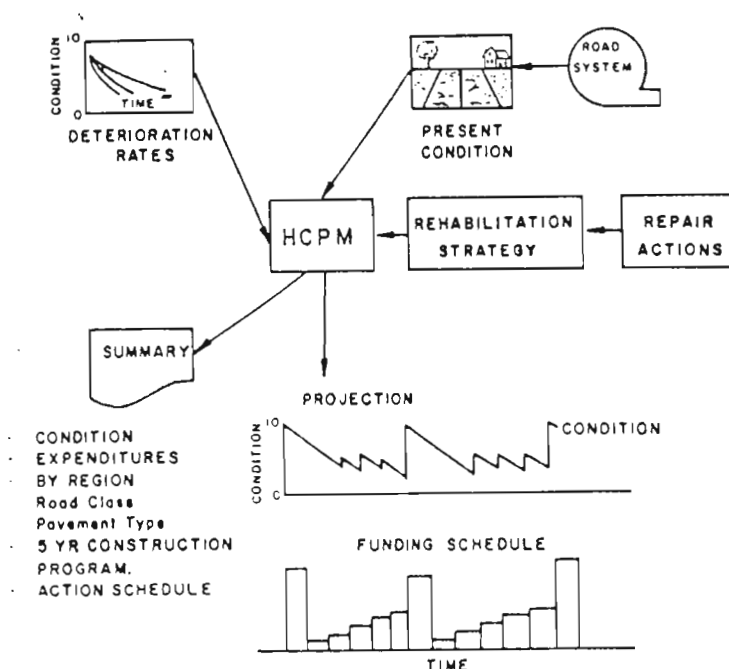 10
CONDITION
0
TIME
DETERIORATION
RATES
ROAD
SYSTEM
PRESENT
CONDITION
HCPM
REHABILITATION
STRATEGY
REPAIR
ACTIONS
SUMMARY
· CONDITION
· EXPENDITURES
· BY REGION
Road Class
Pavement Type
· 5 YR CONSTRUCTION
PROGRAM.
· ACTION SCHEDULE
PROJECTION
10
CONDITION
0
CONDITION
FUNDING SCHEDULE
TIME